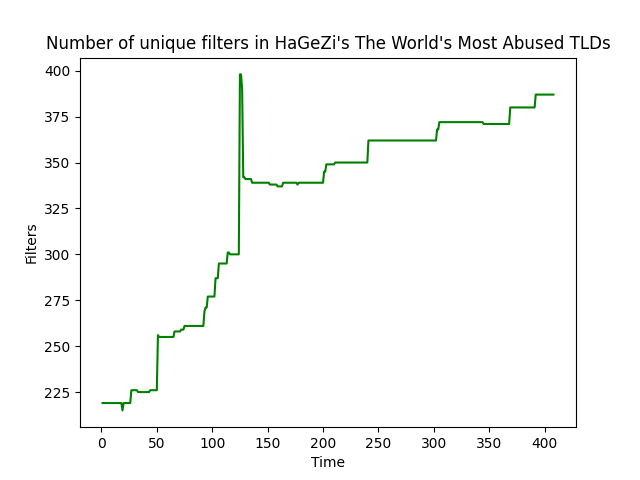 Number of unique filters in HaGeZi's The World's Most Abused TLDs
400
375
350
325
300
275
250
225
Filters
0 50 100 150 200 250 300 350 400
Time